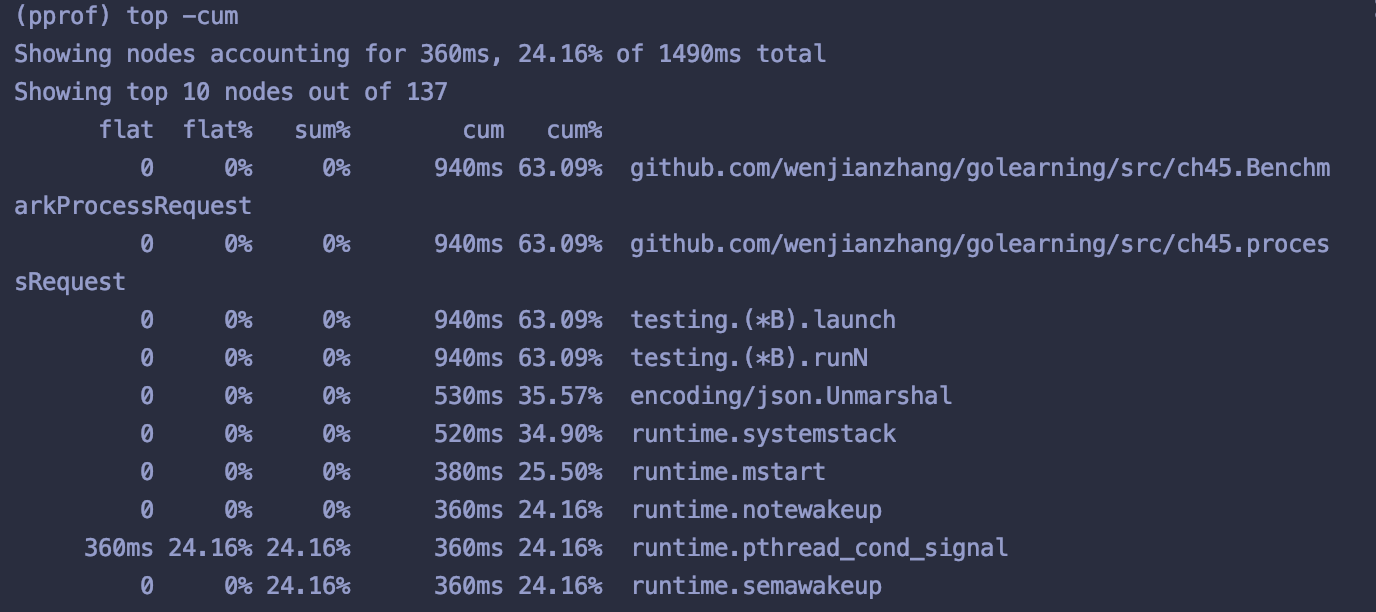 (pprof) top -cum
Showing nodes accounting for 360ms, 24.16% of 1490ms total
Showing top 10 nodes out of 137
      flat  flat%   sum%        cum   cum%
         0     0%     0%      940ms 63.09%  github.com/wenjianzhang/golearning/src/ch45.Benchm
arkProcessRequest
         0     0%     0%      940ms 63.09%  github.com/wenjianzhang/golearning/src/ch45.proces
sRequest
         0     0%     0%      940ms 63.09%  testing.(*B).launch
         0     0%     0%      940ms 63.09%  testing.(*B).runN
         0     0%     0%      530ms 35.57%  encoding/json.Unmarshal
         0     0%     0%      520ms 34.90%  runtime.systemstack
         0     0%     0%      380ms 25.50%  runtime.mstart
         0     0%     0%      360ms 24.16%  runtime.notewakeup
     360ms 24.16% 24.16%      360ms 24.16%  runtime.pthread_cond_signal
         0     0% 24.16%      360ms 24.16%  runtime.semawakeup